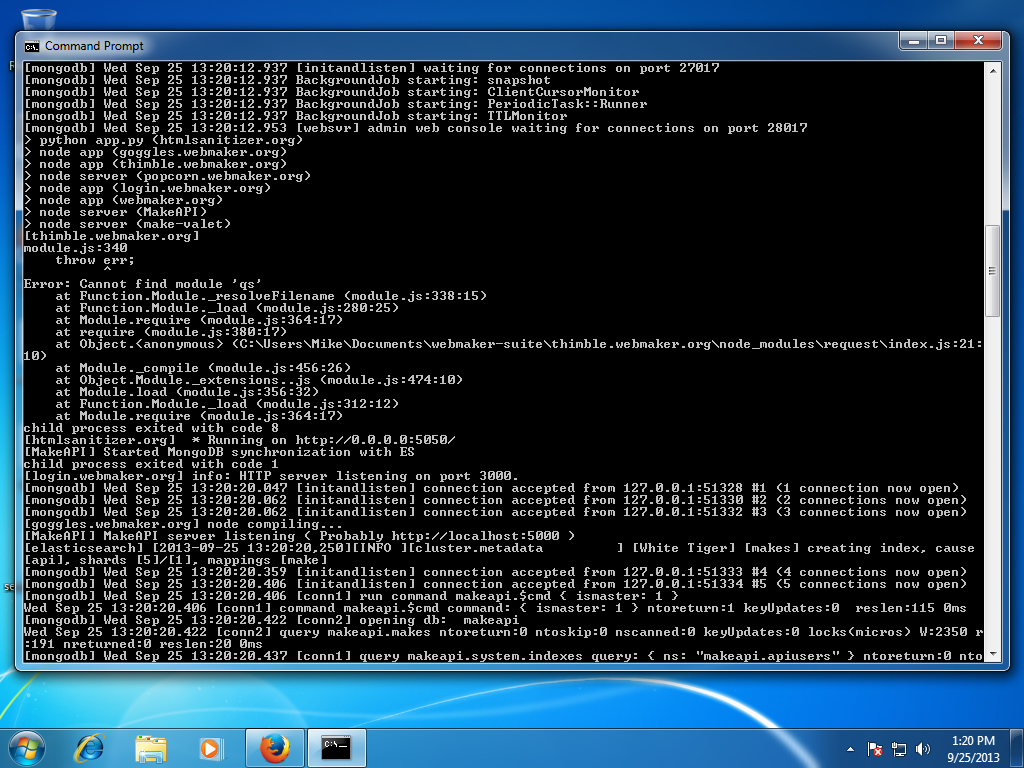 Command Prompt
[mongodb] Wed Sep 25 13:20:12.937 [initandlisten] waiting for connections on port 27017
[mongodb] Wed Sep 25 13:20:12.937 BackgroundJob starting: snapshot
[mongodb] Wed Sep 25 13:20:12.937 BackgroundJob starting: ClientCursorMonitor
[mongodb] Wed Sep 25 13:20:12.937 BackgroundJob starting: PeriodicTask::Runner
[mongodb] Wed Sep 25 13:20:12.937 BackgroundJob starting: TTLMonitor
[mongodb] Wed Sep 25 13:20:12.953 [websvr] admin web console waiting for connections on port 28017
> python app.py (htmlsanitizer.org)
> node app (goggles.webmaker.org)
> node app (thimble.webmaker.org)
> node server (popcorn.webmaker.org)
> node app (login.webmaker.org)
> node app (webmaker.org)
> node server (MakeAPI)
> node server (make-valet)
[thimble.webmaker.org]
module.js:340
    throw err;
          ^
Error: Cannot find module 'qs'
    at Function.Module._resolveFilename (module.js:338:15)
    at Function.Module._load (module.js:280:25)
    at Module.require (module.js:364:17)
    at require (module.js:380:17)
    at Object.<anonymous> (C:\Users\Mike\Documents\webmaker-suite\thimble.webmaker.org\node_modules\request\index.js:21:
10)
    at Module._compile (module.js:456:26)
    at Object.Module._extensions..js (module.js:474:10)
    at Module.load (module.js:356:32)
    at Function.Module._load (module.js:312:12)
    at Module.require (module.js:364:17)
child process exited with code 8
[htmlsanitizer.org]  * Running on http://0.0.0.0:5050/
[MakeAPI] Started MongoDB synchronization with ES
child process exited with code 1
[login.webmaker.org] info: HTTP server listening on port 3000.
[mongodb] Wed Sep 25 13:20:20.047 [initandlisten] connection accepted from 127.0.0.1:51328 #1 (1 connection now open)
[mongodb] Wed Sep 25 13:20:20.062 [initandlisten] connection accepted from 127.0.0.1:51330 #2 (2 connections now open)
[mongodb] Wed Sep 25 13:20:20.062 [initandlisten] connection accepted from 127.0.0.1:51332 #3 (3 connections now open)
[goggles.webmaker.org] node compiling...
[MakeAPI] MakeAPI server listening ( Probably http://localhost:5000 )
[elasticsearch] [2013-09-25 13:20:20,250][INFO ][cluster.metadata         ] [White Tiger] [makes] creating index, cause
[api], shards [5]/[1], mappings [make]
[mongodb] Wed Sep 25 13:20:20.359 [initandlisten] connection accepted from 127.0.0.1:51333 #4 (4 connections now open)
[mongodb] Wed Sep 25 13:20:20.406 [initandlisten] connection accepted from 127.0.0.1:51334 #5 (5 connections now open)
[mongodb] Wed Sep 25 13:20:20.406 [conn1] run command makeapi.$cmd { ismaster: 1 }
Wed Sep 25 13:20:20.406 [conn1] command makeapi.$cmd command: { ismaster: 1 } ntoreturn:1 keyUpdates:0  reslen:115 0ms
[mongodb] Wed Sep 25 13:20:20.422 [conn2] opening db:  makeapi
Wed Sep 25 13:20:20.422 [conn2] query makeapi.makes ntoreturn:0 ntoskip:0 nscanned:0 keyUpdates:0 locks(micros) W:2350 r
:191 nreturned:0 reslen:20 0ms
[mongodb] Wed Sep 25 13:20:20.437 [conn1] query makeapi.system.indexes query: { ns: "makeapi.apiusers" } ntoreturn:0 nto
1:20 PM
9/25/2013